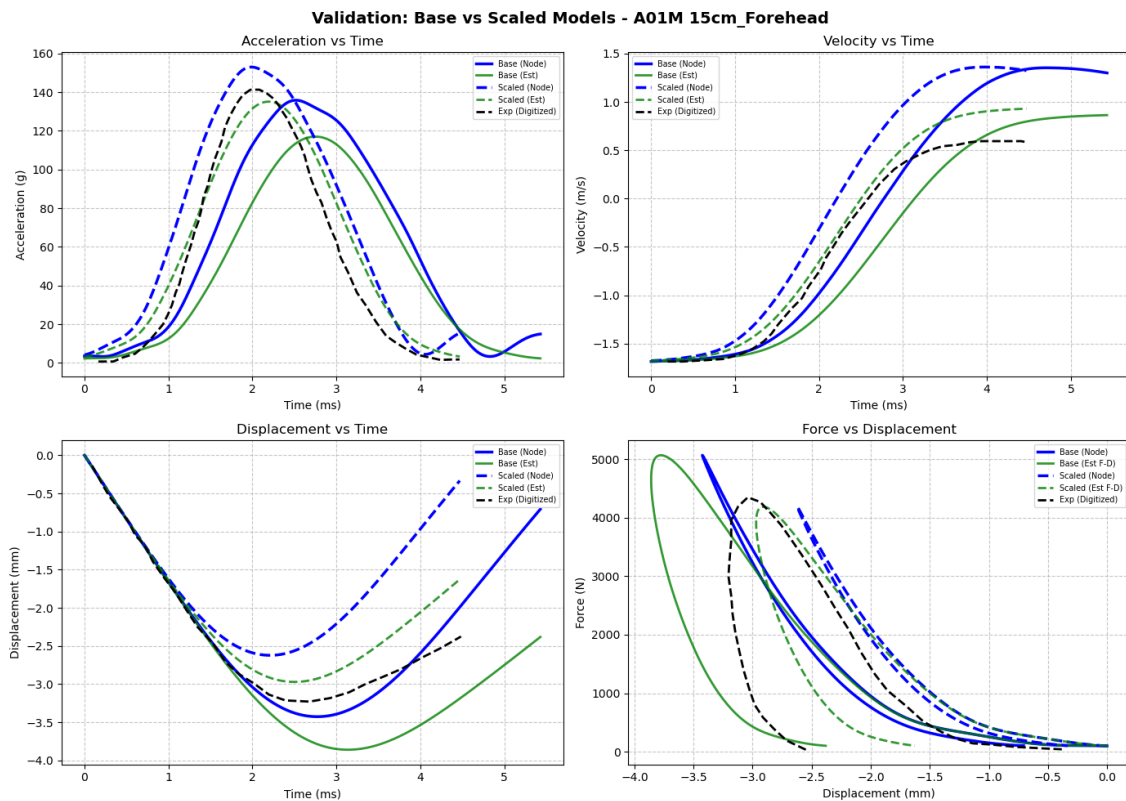 Validation: Base vs Scaled Models - A01M 15cm_Forehead
Acceleration vs Time
160
140
120
100
80
60
40
20
0
Acceleration (g)
0 1 2 3 4 5
Time (ms)
Base (Node)
Base (Est)
Scaled (Node)
Scaled (Est)
Exp (Digitized)
Velocity vs Time
1.5
1.0
0.5
0.0
−0.5
−1.0
−1.5
Velocity (m/s)
0 1 2 3 4 5
Time (ms)
Base (Node)
Base (Est)
Scaled (Node)
Scaled (Est)
Exp (Digitized)
Displacement vs Time
0.0
−0.5
−1.0
−1.5
−2.0
−2.5
−3.0
−3.5
−4.0
Displacement (mm)
0 1 2 3 4 5
Time (ms)
Base (Node)
Base (Est)
Scaled (Node)
Scaled (Est)
Exp (Digitized)
Force vs Displacement
5000
4000
3000
2000
1000
0
Force (N)
−4.0 −3.5 −3.0 −2.5 −2.0 −1.5 −1.0 −0.5 0.0
Displacement (mm)
Base (Node)
Base (Est F-D)
Scaled (Node)
Scaled (Est F-D)
Exp (Digitized)